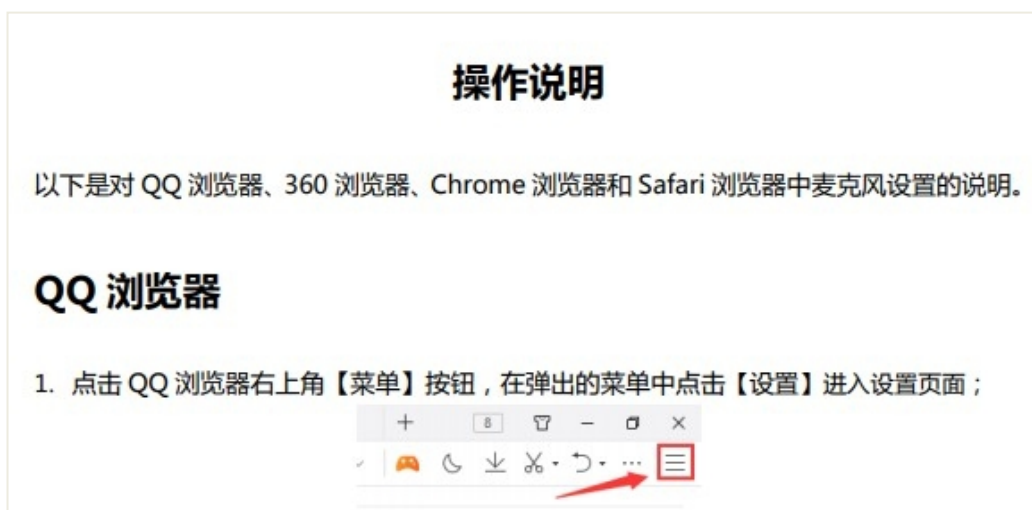 操作说明
以下是对 QQ 浏览器、360 浏览器、Chrome 浏览器和 Safari 浏览器中麦克风设置的说明。
QQ 浏览器
1. 点击 QQ 浏览器右上角【菜单】按钮，在弹出的菜单中点击【设置】进入设置页面；
8